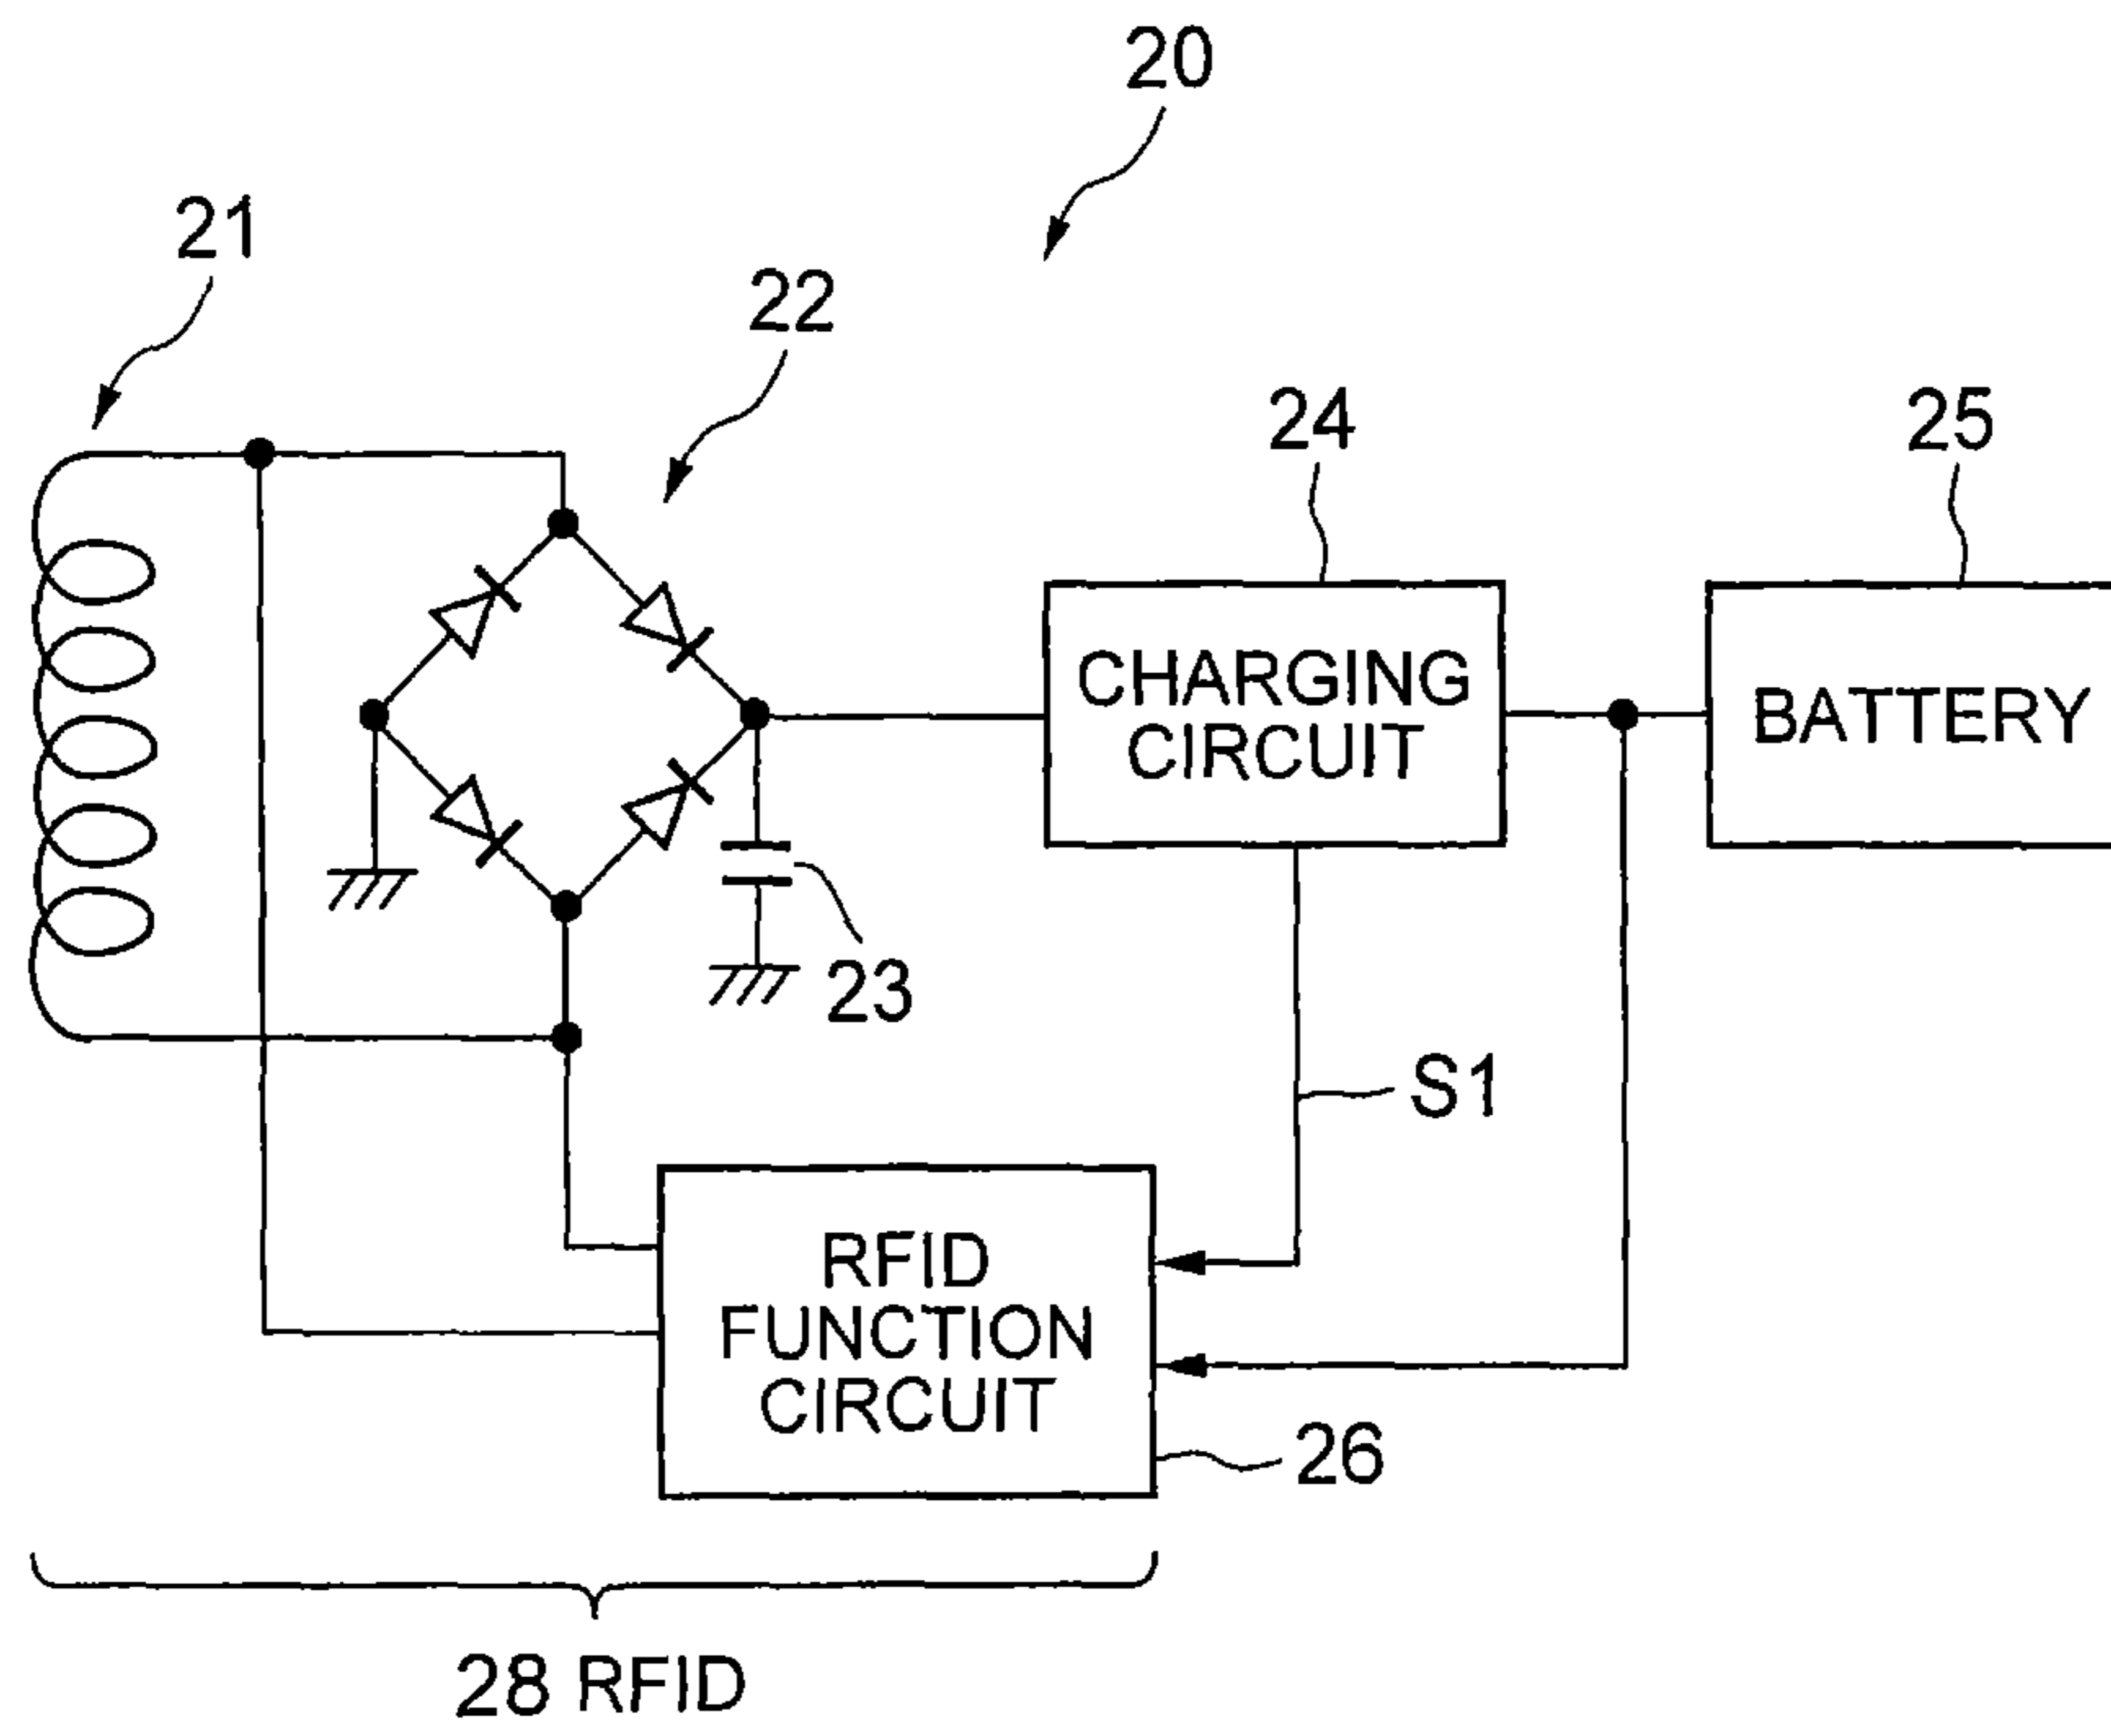 20
21
22
24
25
CHARGING
CIRCUIT
BATTERY
23
S1
RFID
FUNCTION
CIRCUIT
26
28 RFID